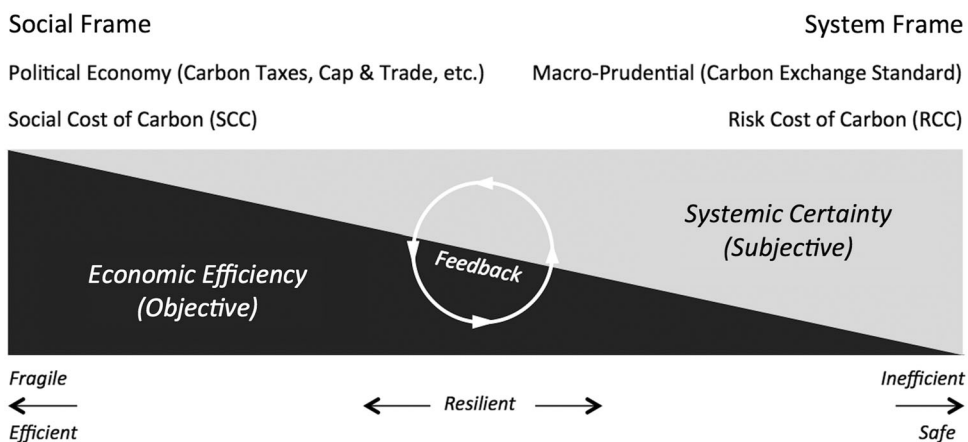 Social Frame
System Frame
Political Economy (Carbon Taxes, Cap & Trade, etc.)
Macro-Prudential (Carbon Exchange Standard)
Social Cost of Carbon (SCC)
Risk Cost of Carbon (RCC)
Systemic Certainty
(Subjective)
Feedback
Economic Efficiency
(Objective)
Fragile
Inefficient
Resilient
Efficient
Safe